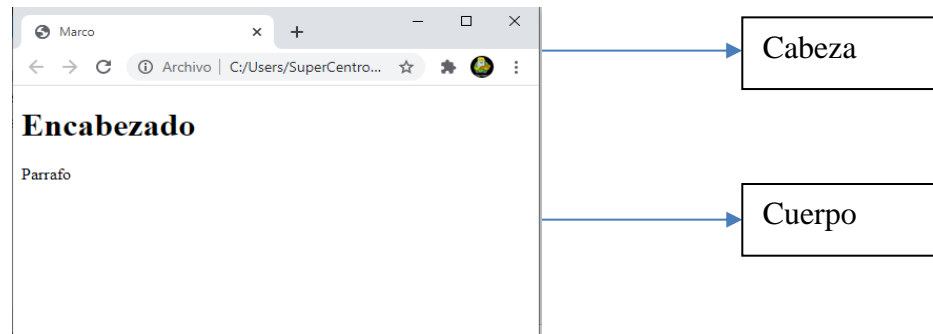 Marco
Archivo | C:/Users/SuperCentro...
Encabezado
Parrafo
Cabeza
Cuerpo